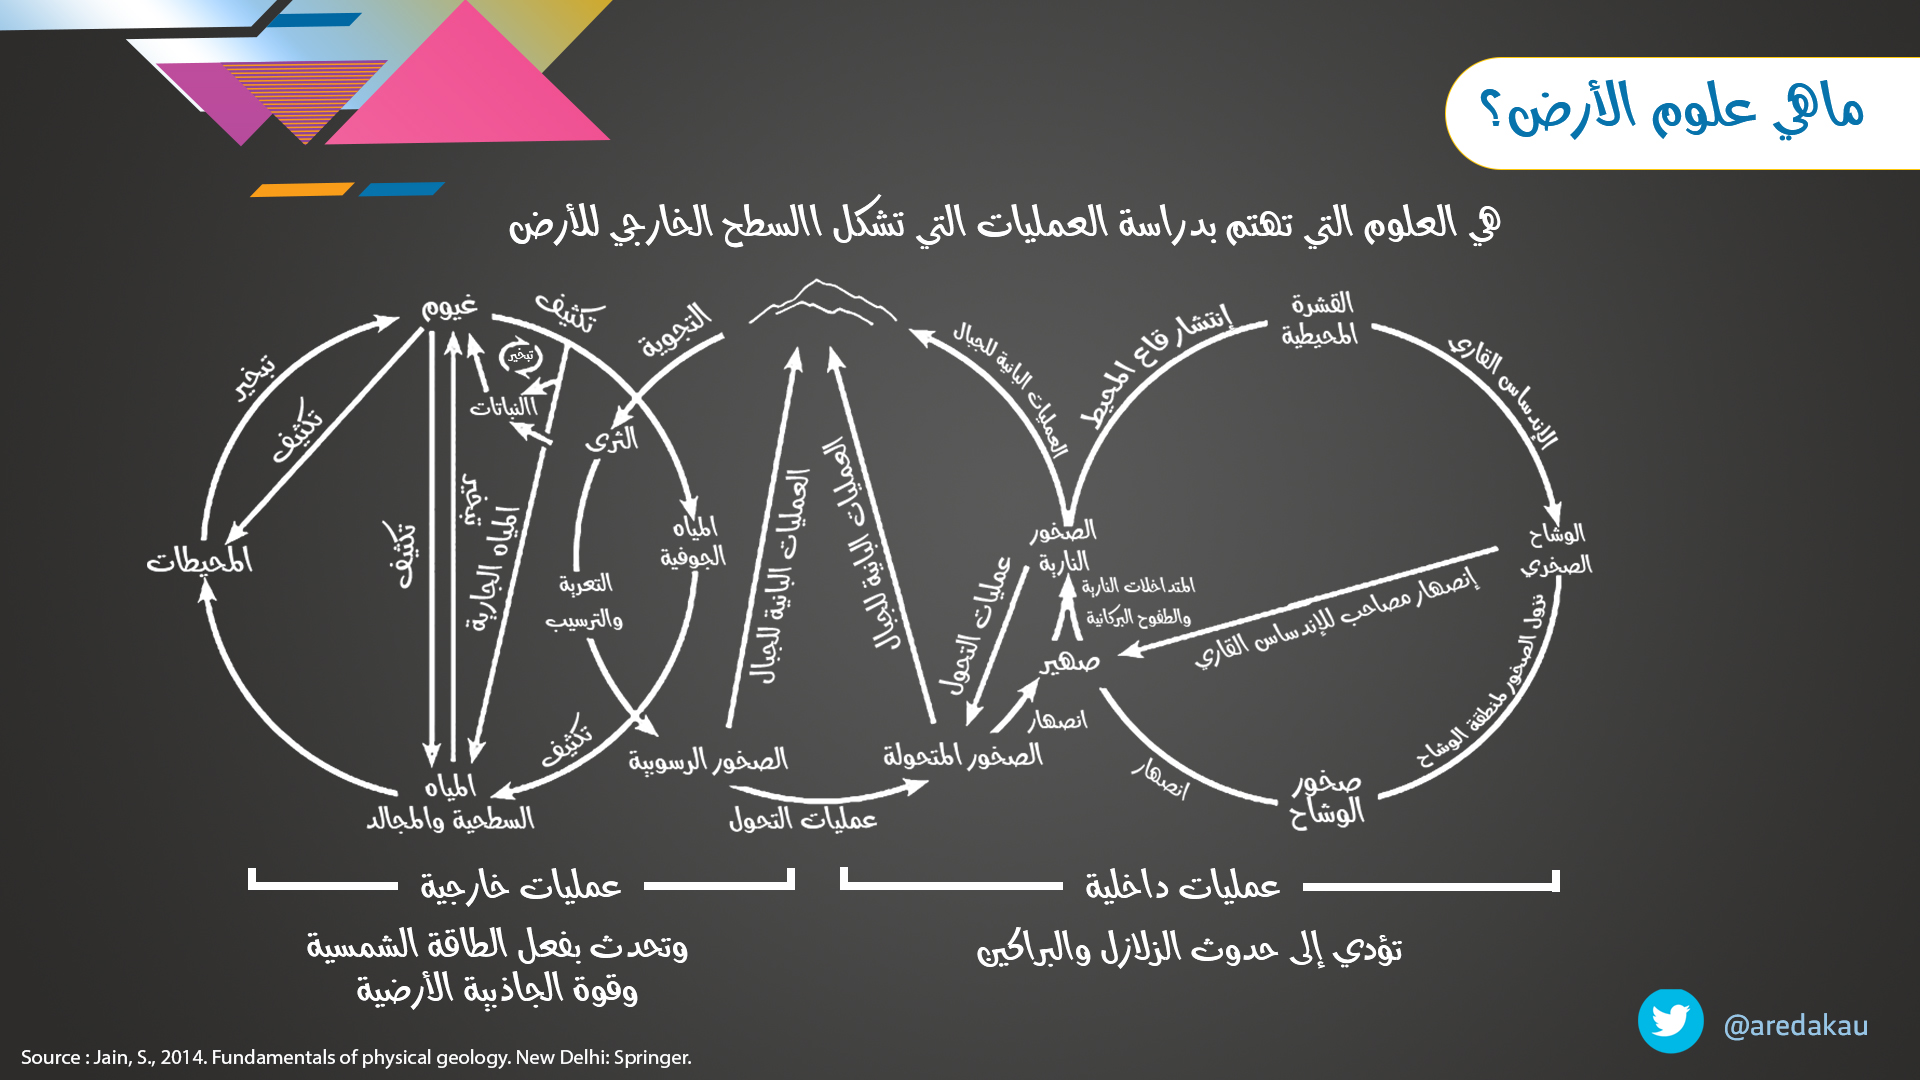 ماهي علوم الأرض؟
هي العلوم التي تهتم بدراسة العمليات التي تشكل االسطح الخارجي للأرض
القشرة
المحيطية
إنتشار قاع المحيط
الإندساس القاري
الوشاح
الصخري
إنصهار مصاحب للإندساس القاري
نزول الصخور لمنطقة الوشاح
صخور
الوشاح
انصهار
صهير
المتداخلات النارية
والطفوح البركانية
الصخور
النارية
العمليات البانية للجبال
عمليات التحول
انصهار
الصخور المتحولة
العمليات البانية للجبال
العمليات البانية للجبال
عمليات التحول
الصخور الرسوبية
التجوية
الثرى
التعرية
والترسيب
غيوم
تكثيف
تبخير
االنباتات
المياه
الجوفية
تكثيف
المياه الجارية
تبخير
تكثيف
تكثيف
تبخير
المحيطات
المياه
السطحية والمجالد
عمليات داخلية
تؤدي إلى حدوث الزلازل والبراكين
عمليات خارجية
وتحدث بفعل الطاقة الشمسية
وقوة الجاذبية الأرضية
@aredakau
Source : Jain, S., 2014. Fundamentals of physical geology. New Delhi: Springer.